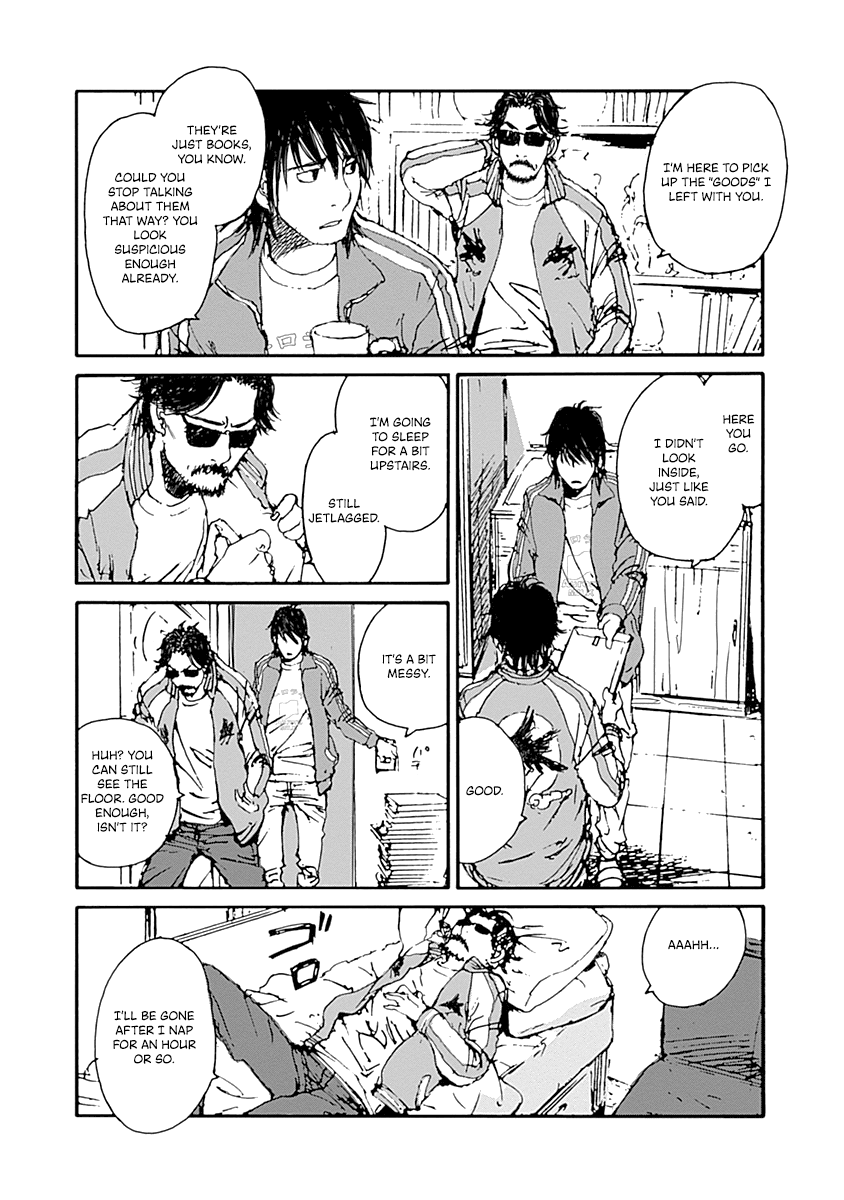 I'M HERE TO PICK
UP THE "GOODS" I
LEFT WITH YOU.
THEY'RE
JUST BOOKS,
YOU KNOW.
COULD YOU
STOP TALKING
ABOUT THEM
THAT WAY? YOU
LOOK
SUSPICIOUS
ENOUGH
ALREADY.
HERE
YOU
GO.
I DIDN'T
LOOK
INSIDE,
JUST LIKE
YOU SAID.
GOOD.
I'M GOING
TO SLEEP
FOR A BIT
UPSTAIRS.
STILL
JETLAGGED.
IT'S A BIT
MESSY.
HUH? YOU
CAN STILL
SEE THE
FLOOR. GOOD
ENOUGH,
ISN'T IT?
AAAHH...
ゴロ
I'LL BE GONE
AFTER I NAP
FOR AN HOUR
OR SO.